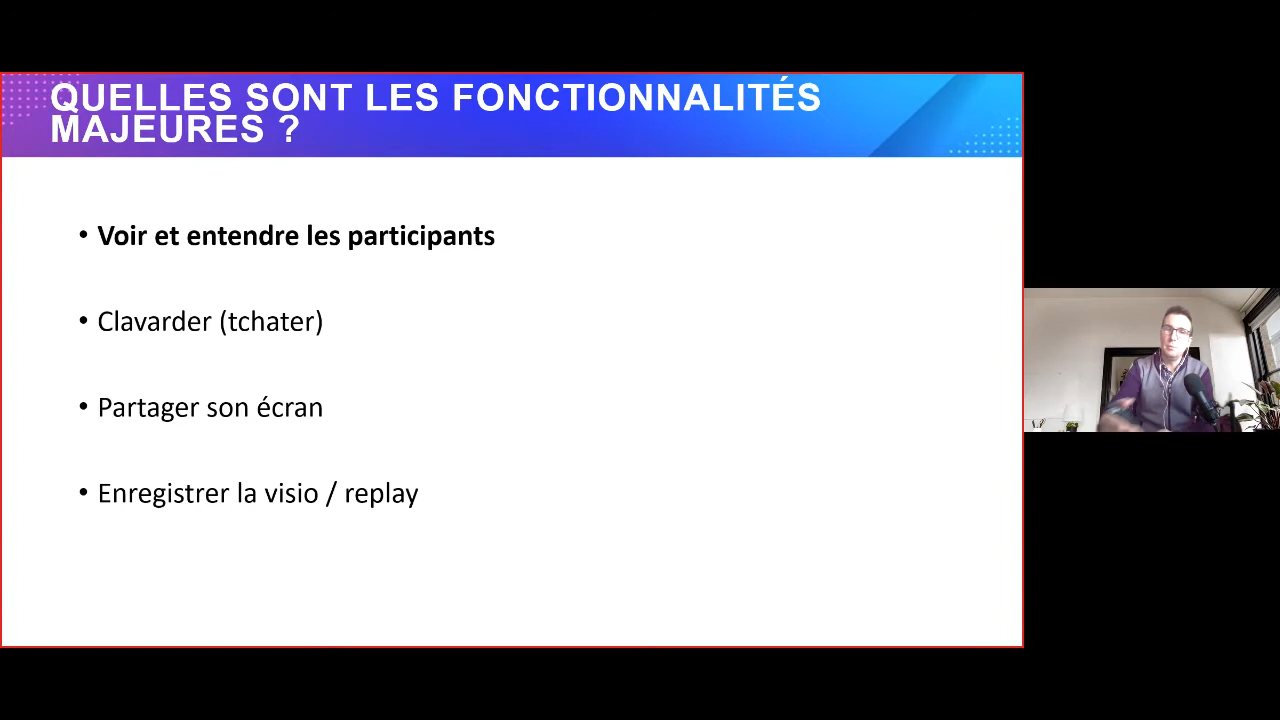 QUELLES SONT LES FONCTIONNALITÉS
MAJEURES ?
• Voir et entendre les participants
• Clavarder (tchater)
• Partager son écran
• Enregistrer la visio / replay